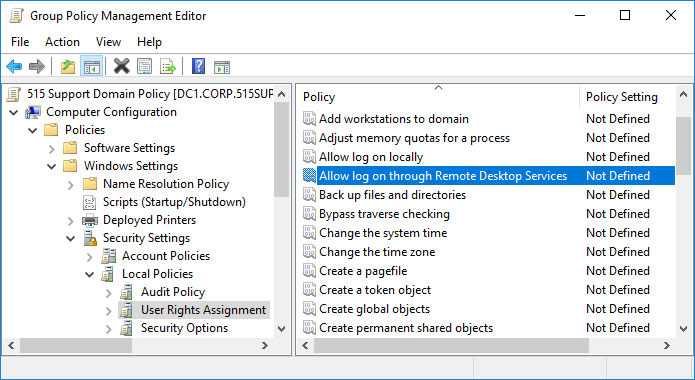 Group Policy Management Editor
File Action View Help
515 Support Domain Policy [DC1.CORP.515SUP
Computer Configuration
Policies
Software Settings
Windows Settings
Name Resolution Policy
Scripts (Startup/Shutdown)
Deployed Printers
Security Settings
Account Policies
Local Policies
Audit Policy
User Rights Assignment
Security Options
Policy Policy Setting
Add workstations to domain Not Defined
Adjust memory quotas for a process Not Defined
Allow log on locally Not Defined
Allow log on through Remote Desktop Services Not Defined
Back up files and directories Not Defined
Bypass traverse checking Not Defined
Change the system time Not Defined
Change the time zone Not Defined
Create a pagefile Not Defined
Create a token object Not Defined
Create global objects Not Defined
Create permanent shared objects Not Defined